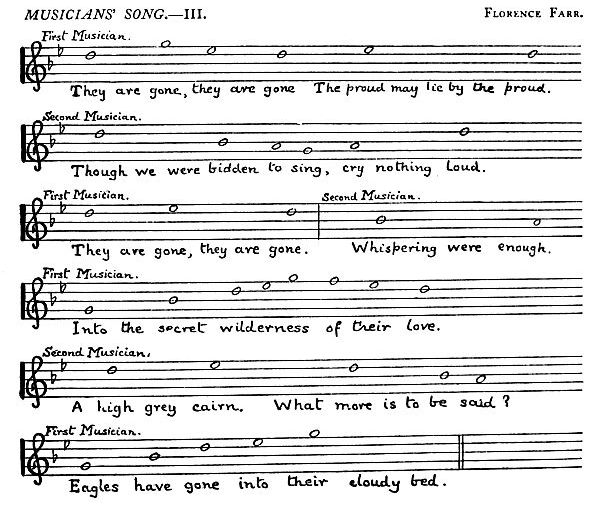 MUSICIANS' SONG.—III. FLORENCE FARR.
First Musician.
They are gone, they are gone The proud may lie by the proud.
Second Musician.
Though we were bidden to sing, cry nothing loud.
First Musician. Second Musician.
They are gone, they are gone. Whispering were enough.
First Musician.
Into the secret wilderness of their love.
Second Musician.
A high grey cairn. What more is to be said?
First Musician.
Eagles have gone into their cloudy bed.